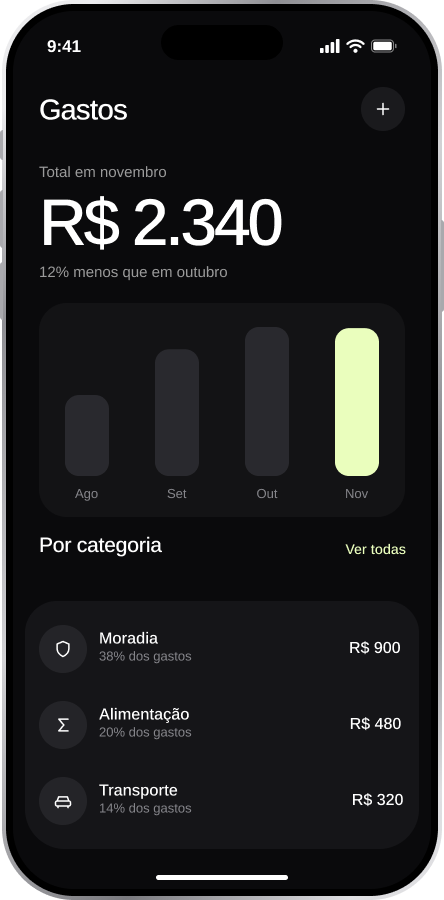 9:41
Gastos
Total em novembro
R$ 2.340
12% menos que em outubro
Ago Set Out Nov
Por categoria Ver todas
Moradia
38% dos gastos
R$ 900
Alimentação
20% dos gastos
R$ 480
Transporte
14% dos gastos
R$ 320